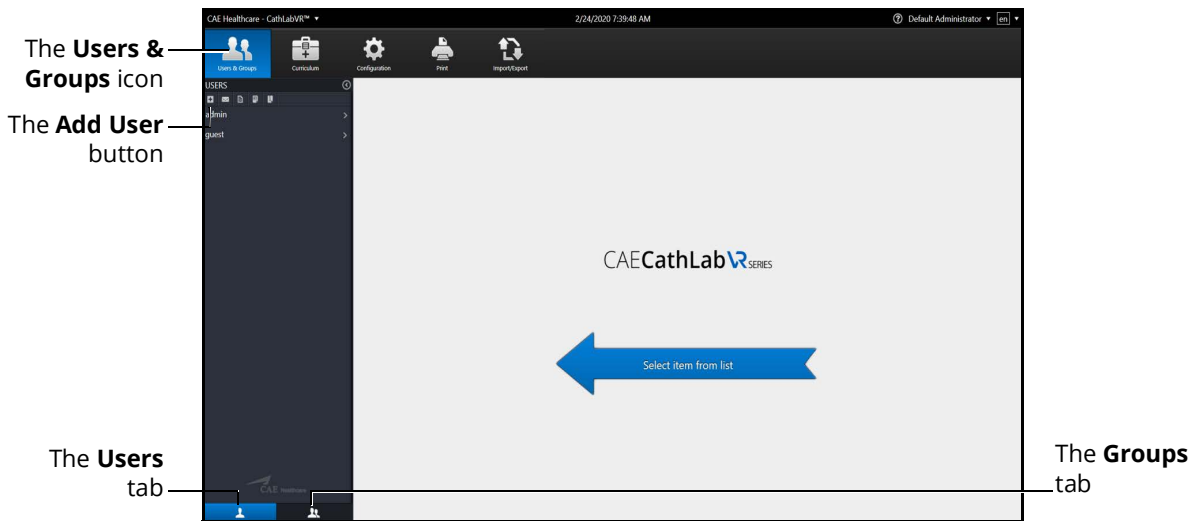 CAE Healthcare - CathLabVR™
2/24/2020 7:39:48 AM
Default Administrator
en
The Users &
Groups icon
Users & Groups
Curriculum
Configuration
Print
Import/Export
USERS
The Add User
button
admin
guest
CAECathLabVR SERIES
Select item from list
The Users
tab
The Groups
tab
CAE Healthcare